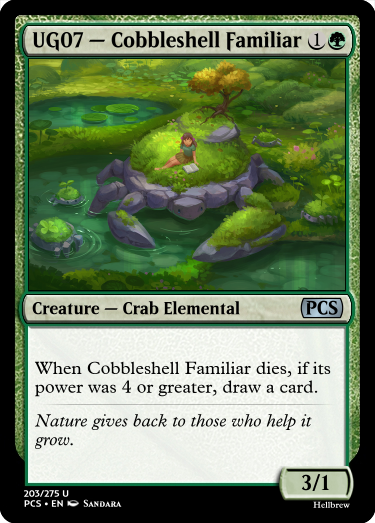 UG07 — Cobbleshell Familiar 1
Creature — Crab Elemental PCS
When Cobbleshell Familiar dies, if its
power was 4 or greater, draw a card.
Nature gives back to those who help it
grow.
3/1
203/275 U
PCS • EN SANDARA
Hellbrew